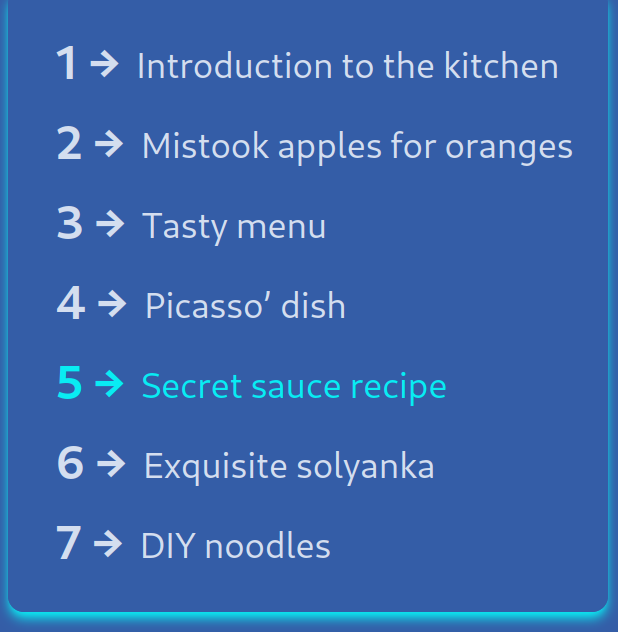 1 → Introduction to the kitchen
2 → Mistook apples for oranges
3 → Tasty menu
4 → Picasso’ dish
5 → Secret sauce recipe
6 → Exquisite solyanka
7 → DIY noodles